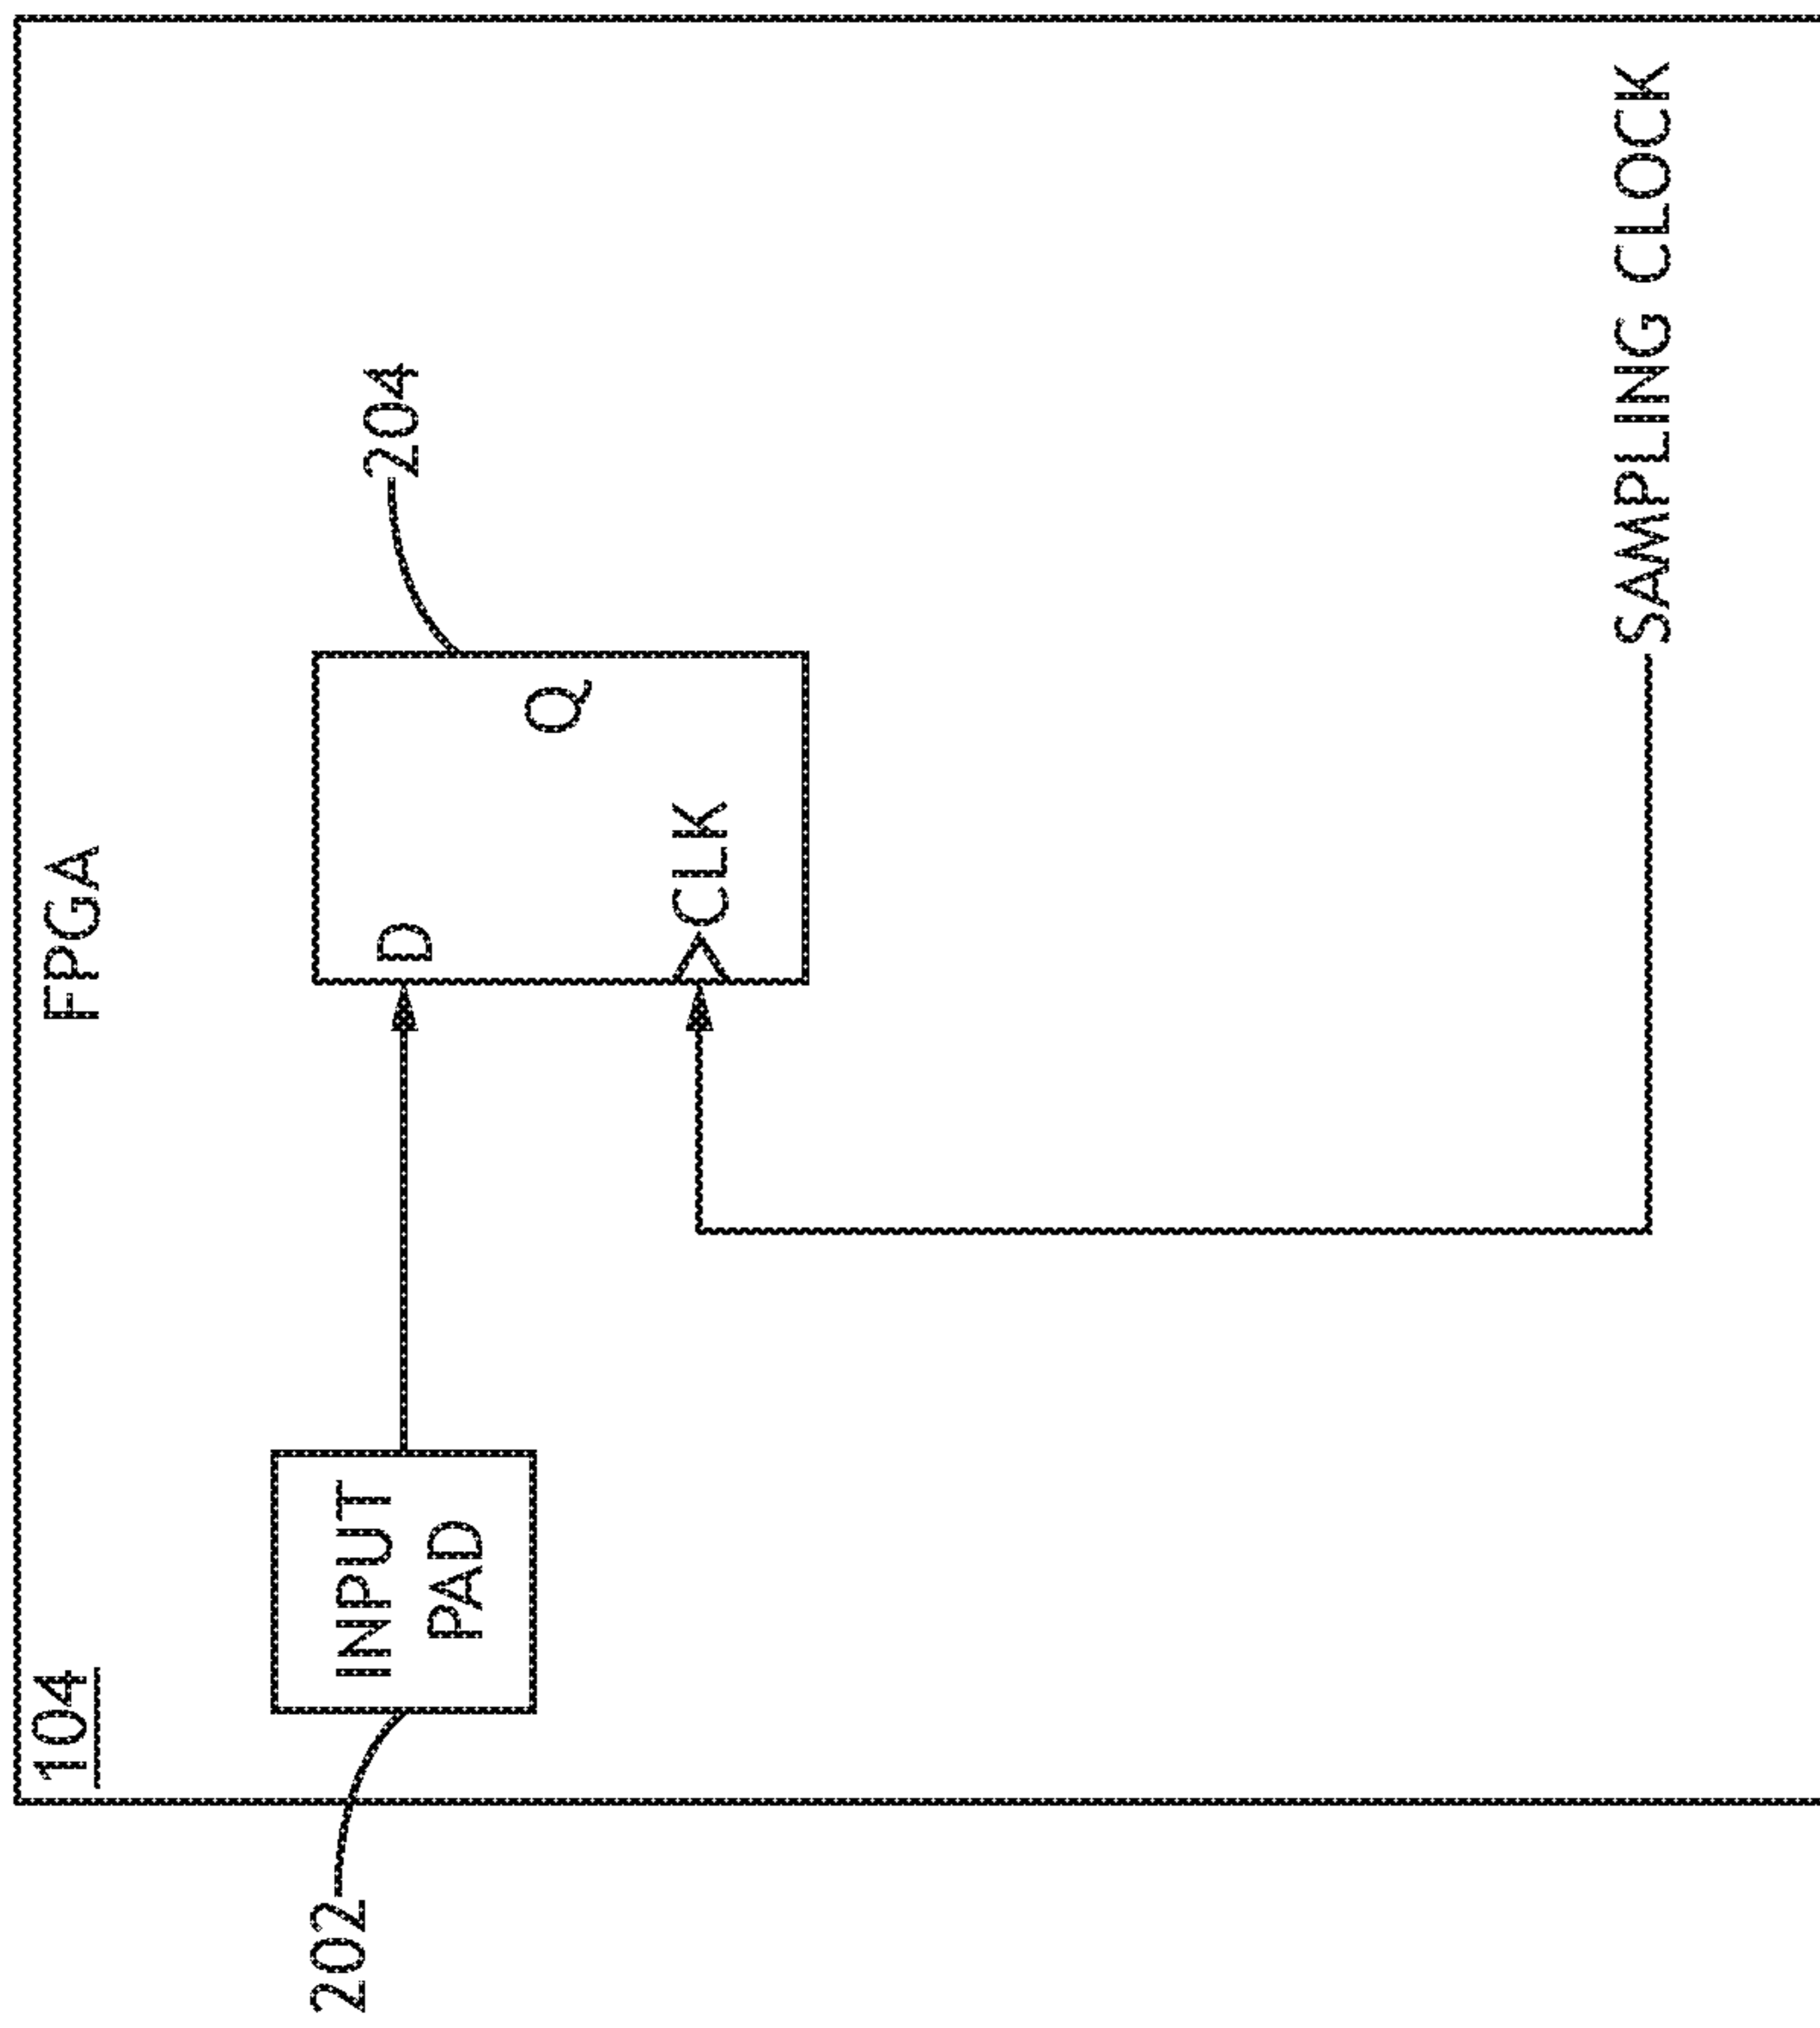 104
FPGA
204
202
INPUT
PAD
D
Q
CLK
SAMPLING CLOCK